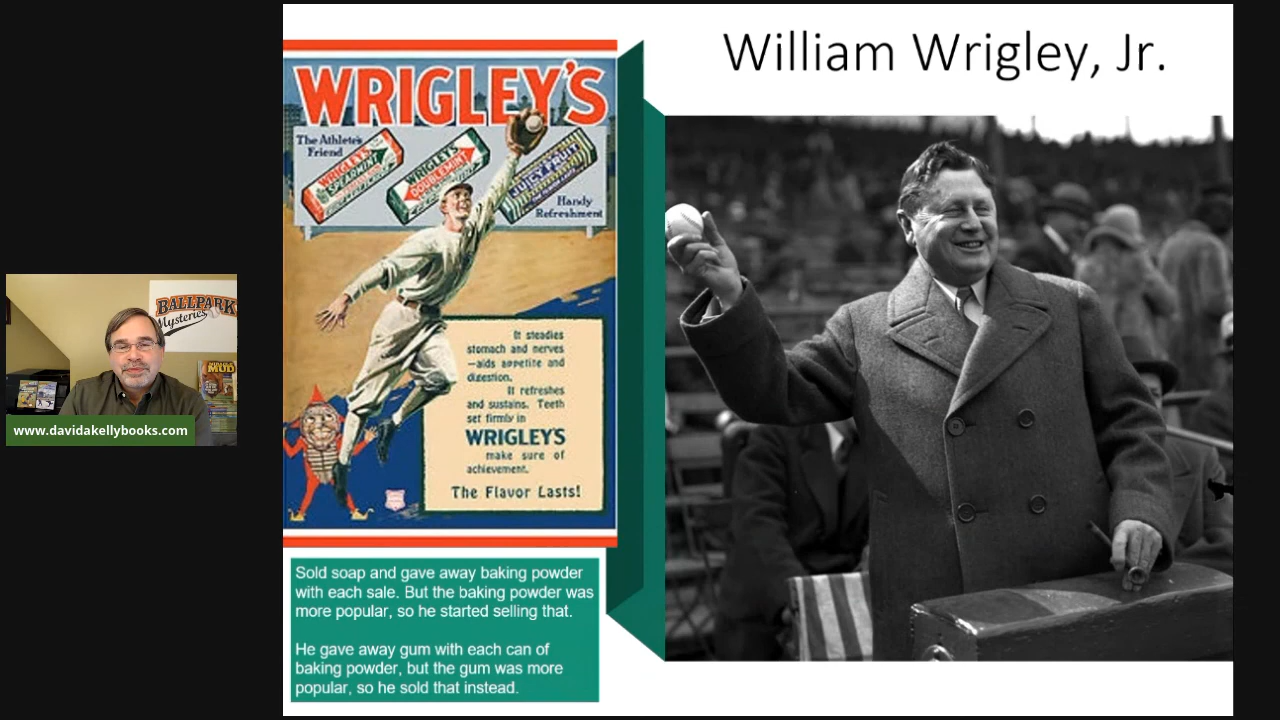 William Wrigley, Jr.
WRIGLEY'S
The Athlete's
Friend
WRIGLEY'S
SPEARMINT
WRIGLEY'S
DOUBLEMINT
JUICY FRUIT
Handy
Refreshment
It steadies
stomach and nerves
—aids appetite and
digestion.
It refreshes
and sustains. Teeth
set firmly in
WRIGLEY'S
make sure of
achievement.
The Flavor Lasts!
Sold soap and gave away baking powder
with each sale. But the baking powder was
more popular, so he started selling that.
He gave away gum with each can of
baking powder, but the gum was more
popular, so he sold that instead.
BALLPARK
Mysteries
MUD
www.davidakellybooks.com